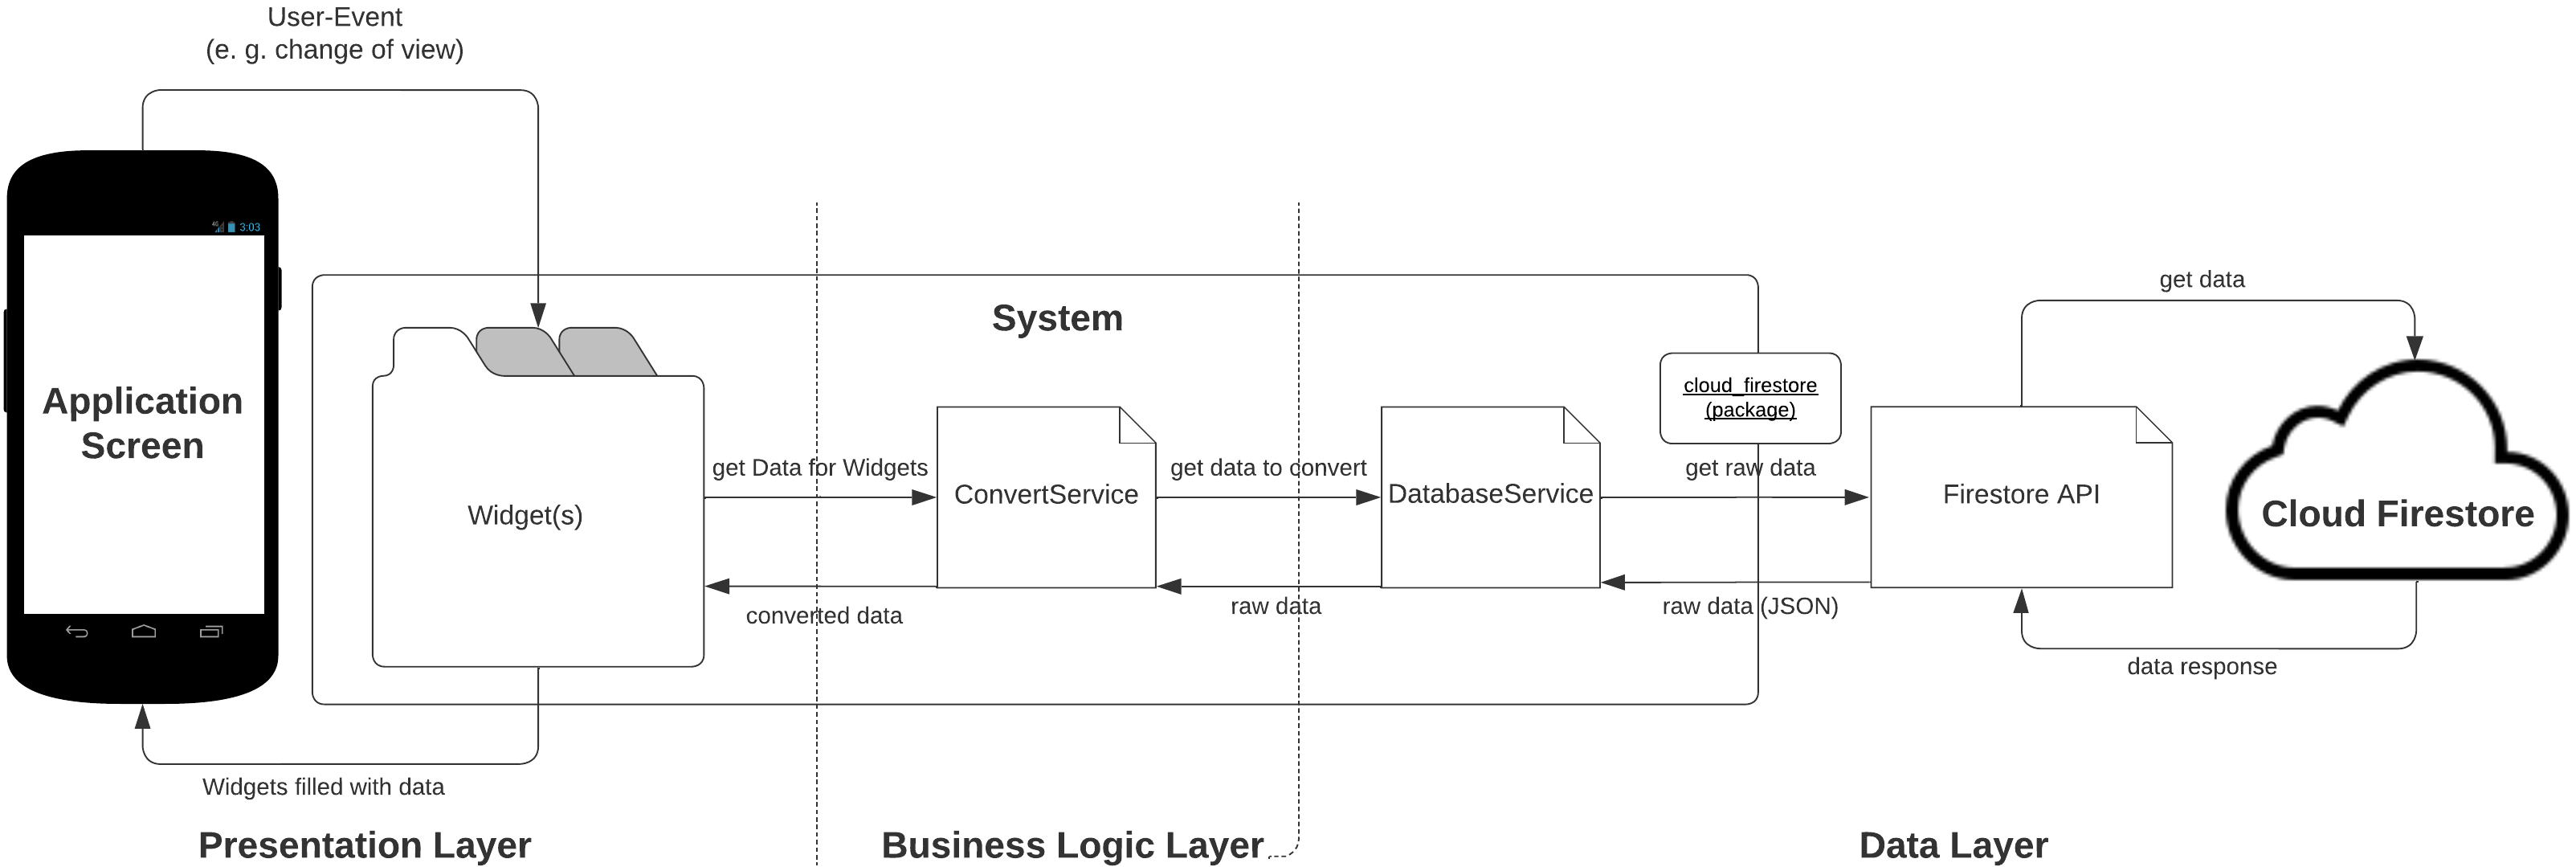 User-Event
(e. g. change of view)
4G
3:03
Application
Screen
System
get data
cloud_firestore
(package)
get Data for Widgets
get data to convert
get raw data
Widget(s)
ConvertService
DatabaseService
Firestore API
Cloud Firestore
converted data
raw data
raw data (JSON)
data response
Widgets filled with data
Presentation Layer
Business Logic Layer
Data Layer